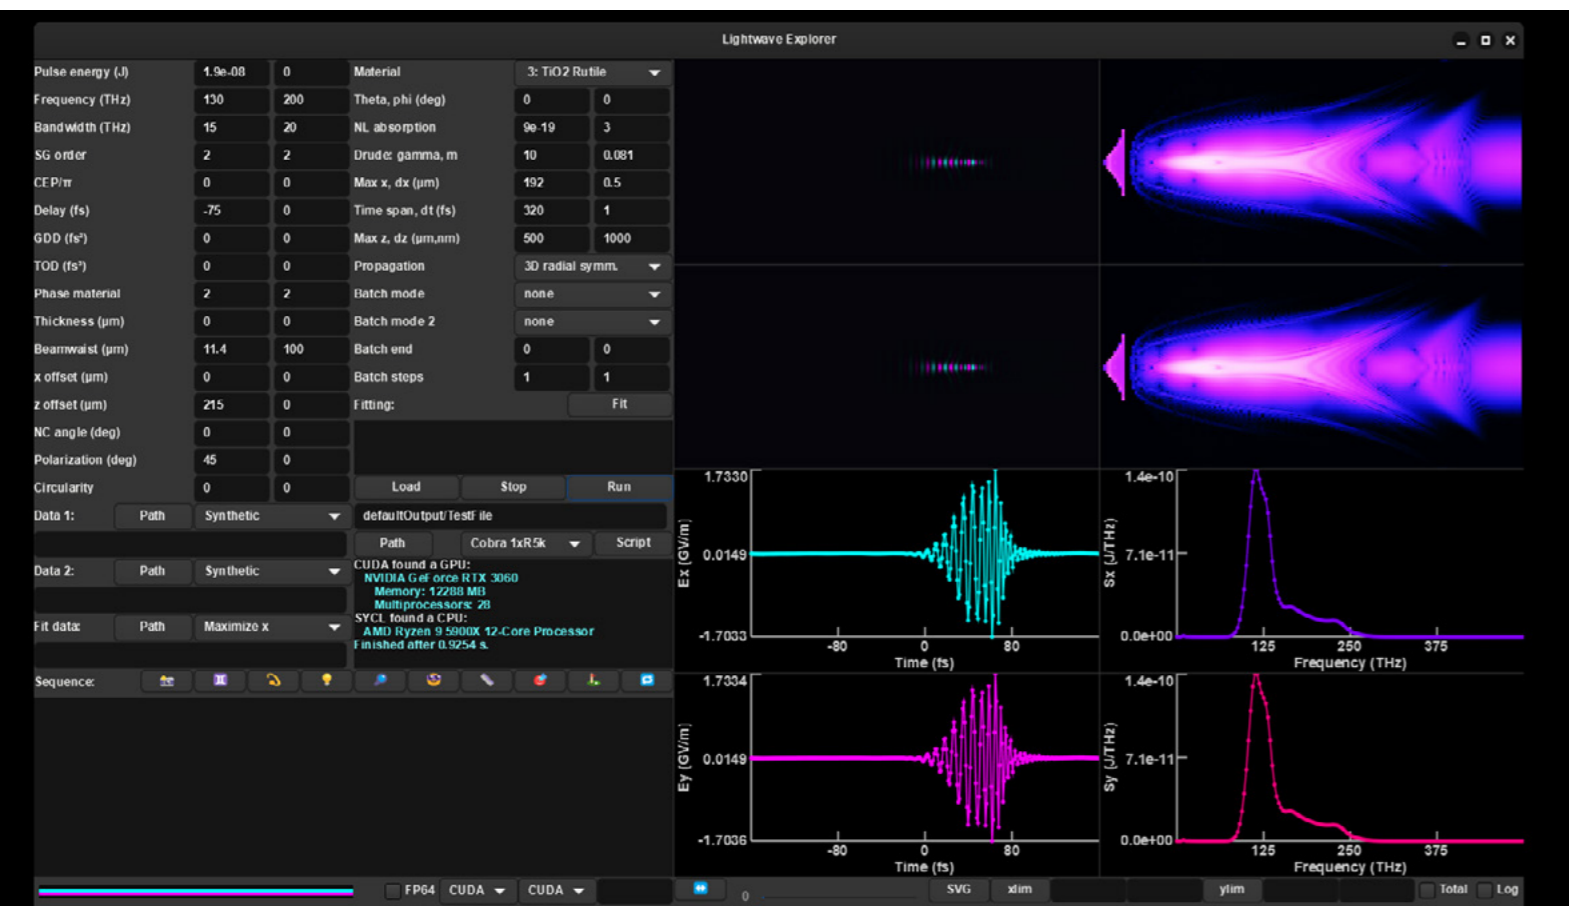 Lightwave Explorer
Pulse energy (J) 1.9e-08 0 Material 3: TiO2 Rutile
Frequency (THz) 130 200 Theta, phi (deg) 0 0
Bandwidth (THz) 15 20 NL absorption 9e-19 3
SG order 2 2 Drude: gamma, m 10 0.081
CEP/π 0 0 Max x, dx (μm) 192 0.5
Delay (fs) -75 0 Time span, dt (fs) 320 1
GDD (fs²) 0 0 Max z, dz (μm,nm) 500 1000
TOD (fs³) 0 0 Propagation 3D radial symm.
Phase material 2 2 Batch mode none
Thickness (μm) 0 0 Batch mode 2 none
Beamwaist (μm) 11.4 100 Batch end 0 0
x offset (μm) 0 0 Batch steps 1 1
z offset (μm) 215 0 Fitting: Fit
NC angle (deg) 0 0
Polarization (deg) 45 0
Circularity 0 0 Load Stop Run
Data 1: Path Synthetic defaultOutput/TestFile
Path Cobra 1xR5k Script
Data 2: Path Synthetic
CUDA found a GPU:
NVIDIA GeForce RTX 3060
Memory: 12288 MB
Multiprocessors: 28
SYCL found a CPU:
AMD Ryzen 9 5900X 12-Core Processor
Finished after 0.9254 s.
Fit data: Path Maximize x
Sequence:
1.7330
0.0149
-1.7033
Ex (GV/m)
-80 0 80
Time (fs)
1.4e-10
7.1e-11
0.0e+00
Sx (J/THz)
125 250 375
Frequency (THz)
1.7334
0.0149
-1.7036
Ey (GV/m)
-80 0 80
Time (fs)
1.4e-10
7.1e-11
0.0e+00
Sy (J/THz)
125 250 375
Frequency (THz)
FP64 CUDA CUDA 0 SVG xlim ylim Total Log